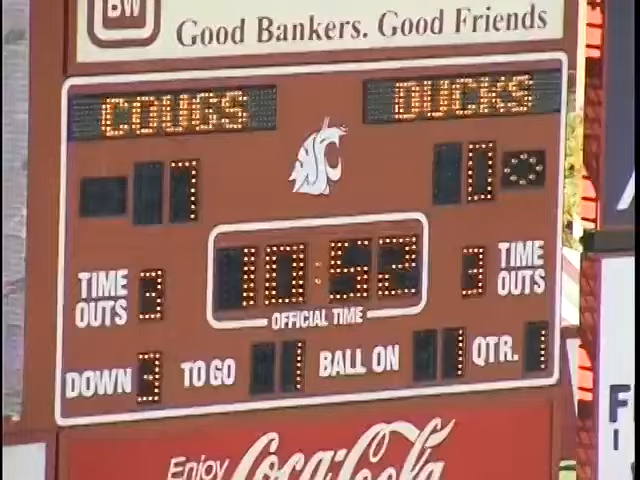 BW
Good Bankers. Good Friends
COUGS DUCKS
7 0
10:52
TIME OUTS 3
3 TIME OUTS
OFFICIAL TIME
DOWN 3 TO GO 1 BALL ON 1 QTR. 1
Enjoy Coca-Cola